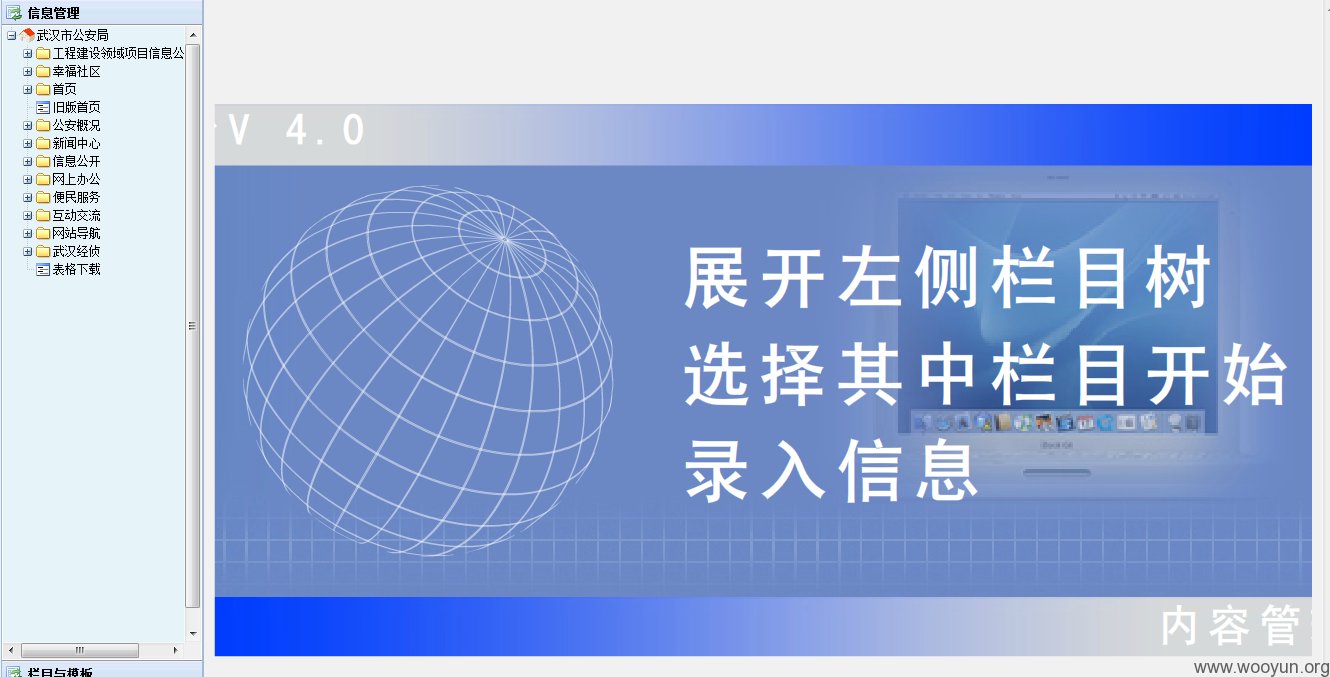 信息管理
武汉市公安局
工程建设领域项目信息公
幸福社区
首页
旧版首页
公安概况
新闻中心
信息公开
网上办公
便民服务
互动交流
网站导航
武汉经侦
表格下载
栏目与模板
V 4.0
展开左侧栏目树
选择其中栏目开始
录入信息
内容管
www.wooyun.org